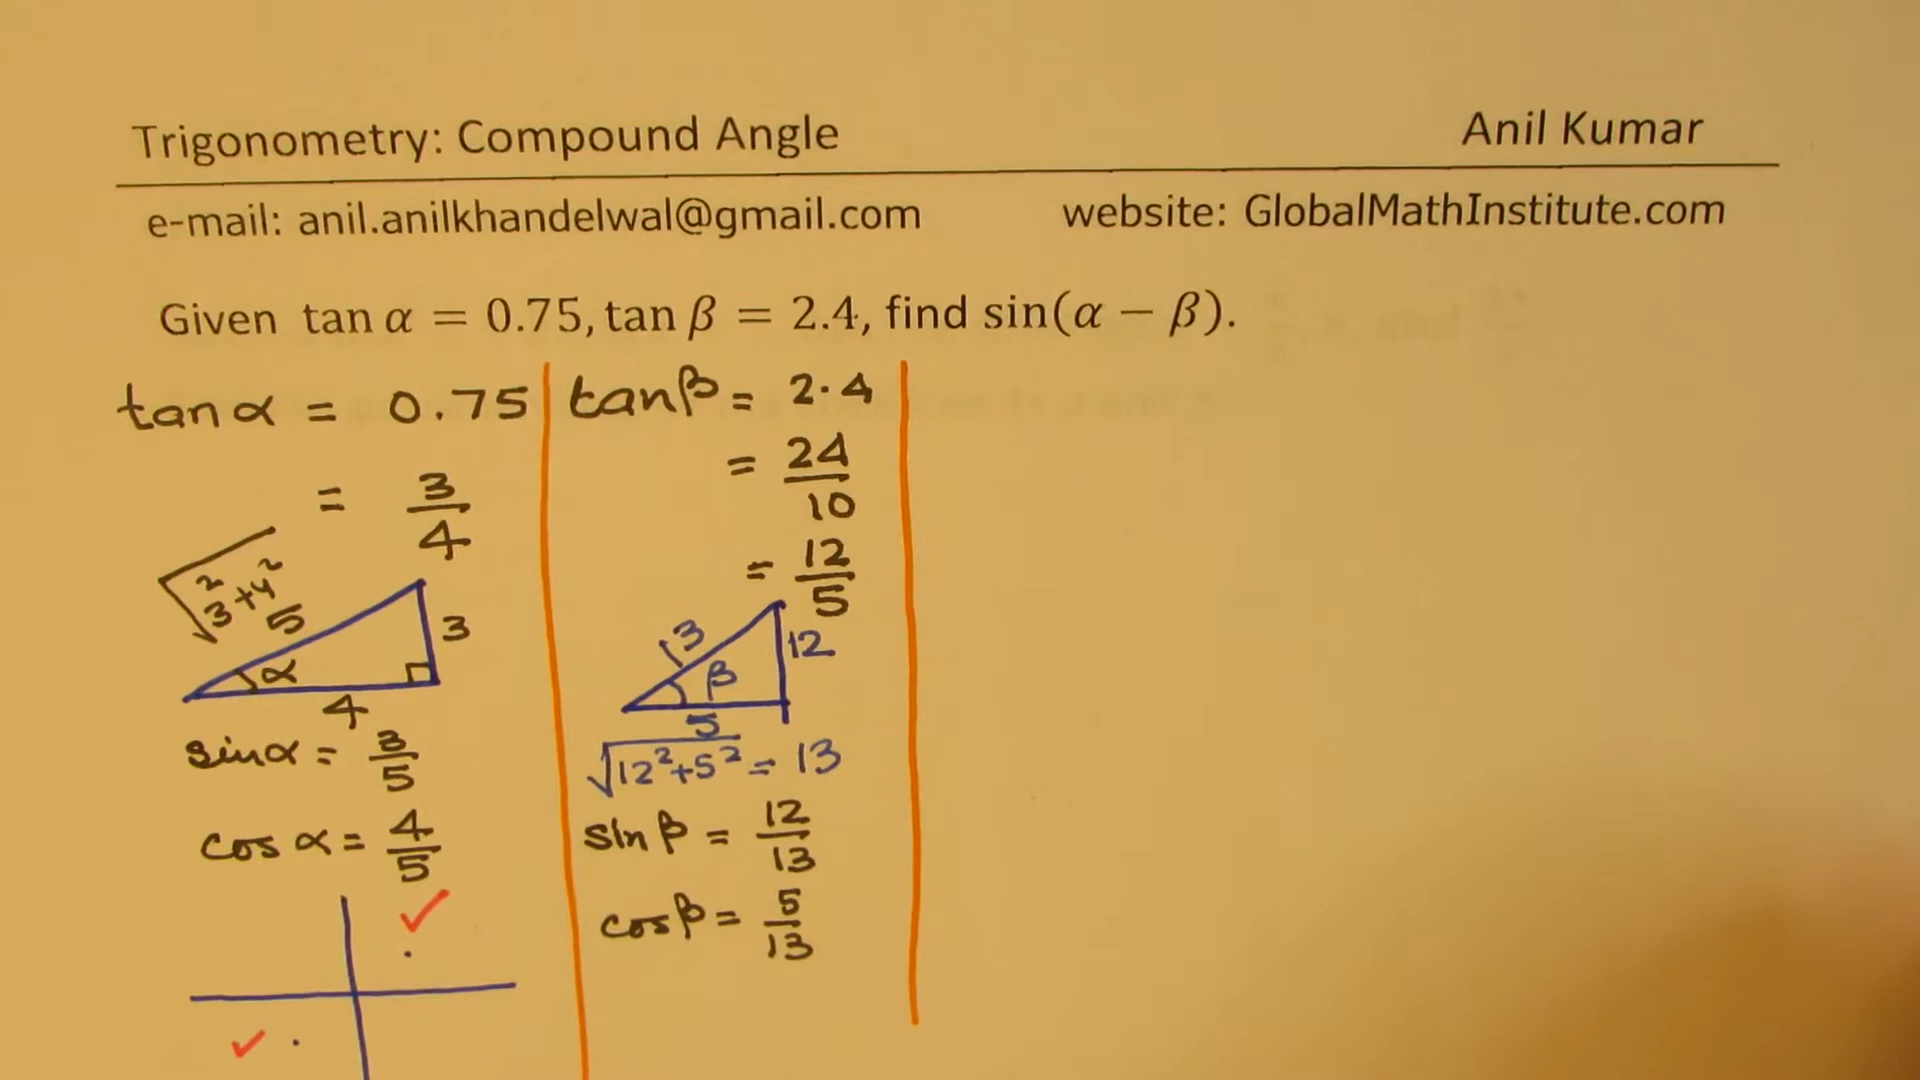 Trigonometry: Compound Angle Anil Kumar
e-mail: anil.anilkhandelwal@gmail.com website: GlobalMathInstitute.com
Given tan α = 0.75, tan β = 2.4, find sin(α − β).
tan α = 0.75
= 3/4
√3²+4²
5
3
α
4
sin α = 3/5
cos α = 4/5
tan β = 2.4
= 24/10
= 12/5
13
12
β
5
√12²+5² = 13
sin β = 12/13
cos β = 5/13